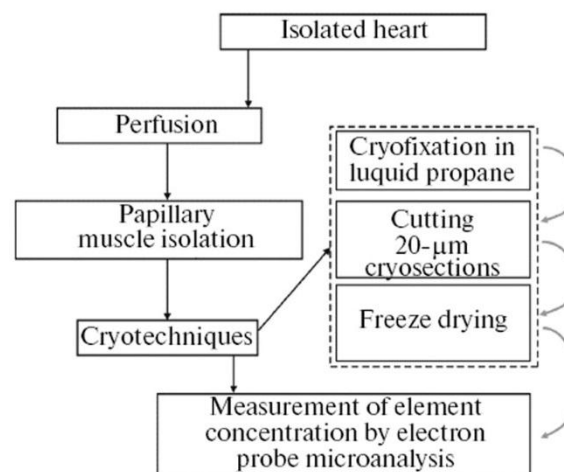 Isolated heart
Perfusion
Papillary
muscle isolation
Cryotechniques
Cryofixation in
luquid propane
Cutting
20-μm
cryosections
Freeze drying
Measurement of element
concentration by electron
probe microanalysis